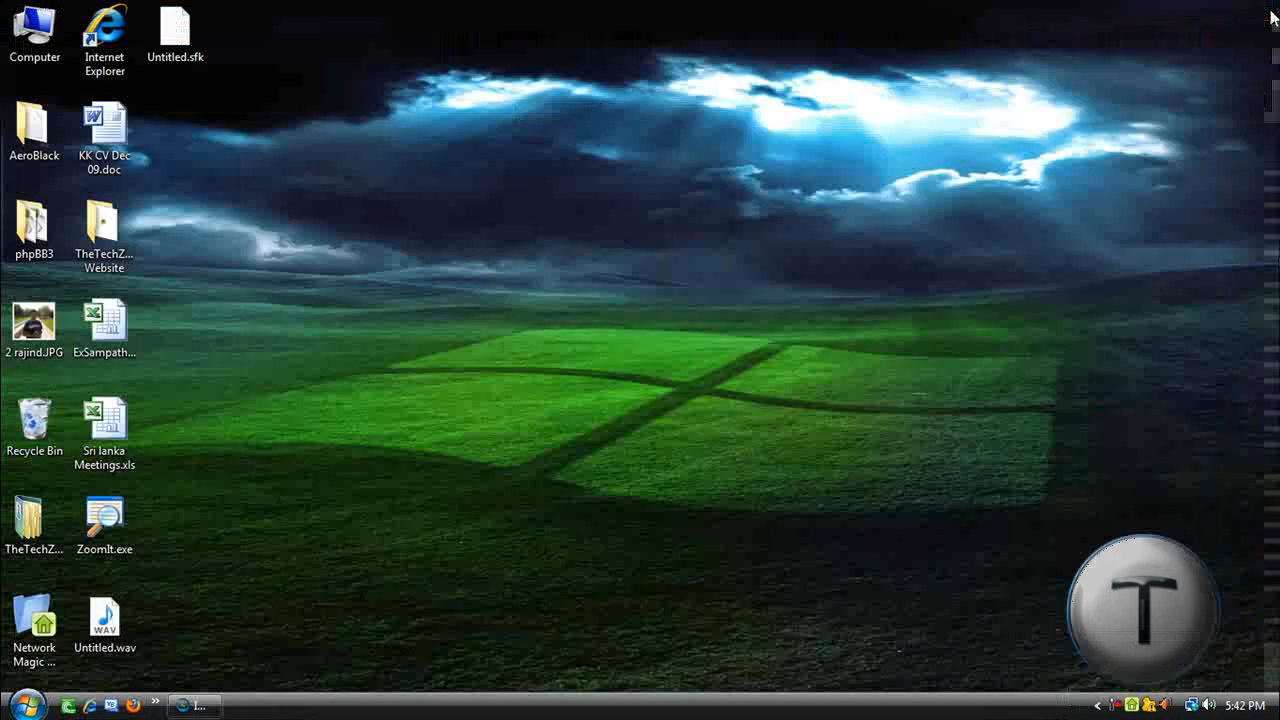 Computer
Internet
Explorer
Untitled.sfk
AeroBlack
KK CV Dec
09.doc
phpBB3
TheTechZ...
Website
2 rajind.JPG
ExSampath...
Recycle Bin
Sri lanka
Meetings.xls
TheTechZ...
ZoomIt.exe
Network
Magic ...
WAV
Untitled.wav
T
I...
5:42 PM